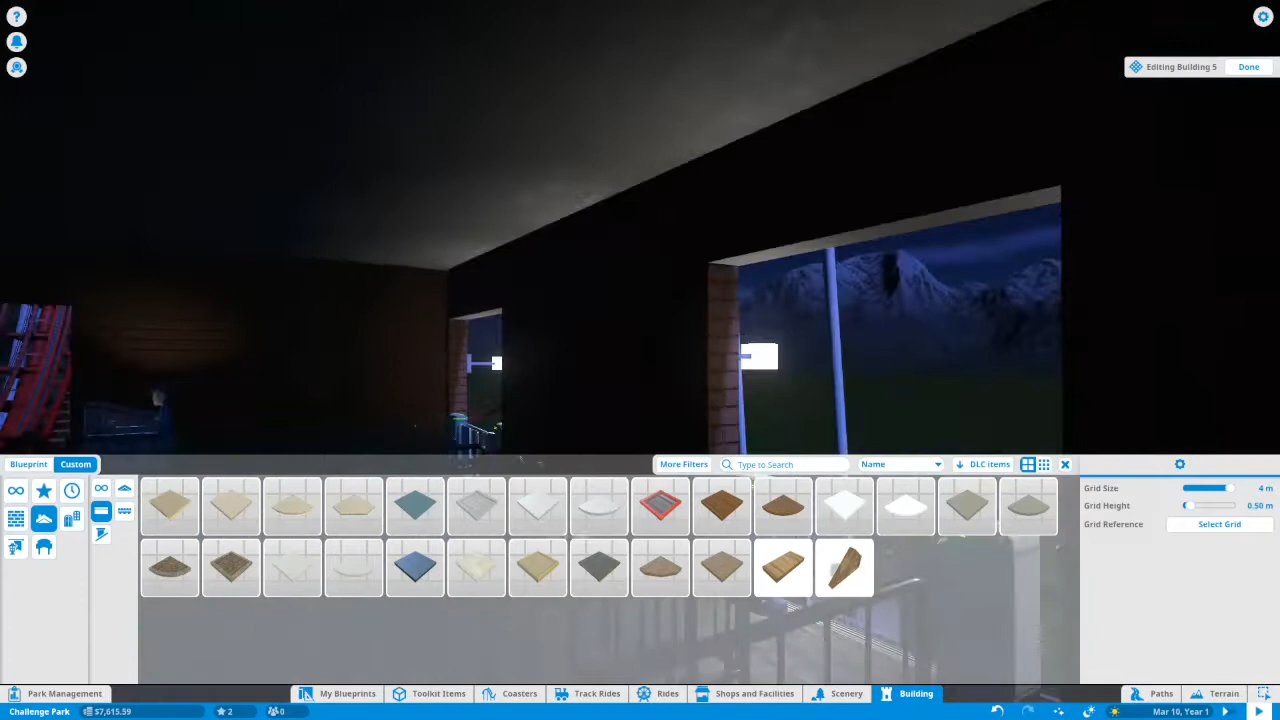 ?
Editing Building 5 Done
Blueprint Custom More Filters Type to Search Name DLC items
Grid Size 4 m
Grid Height 0.50 m
Grid Reference Select Grid
Park Management My Blueprints Toolkit Items Coasters Track Rides Rides Shops and Facilities Scenery Building Paths Terrain
Challenge Park $7,615.59 2 0 Mar 10, Year 1